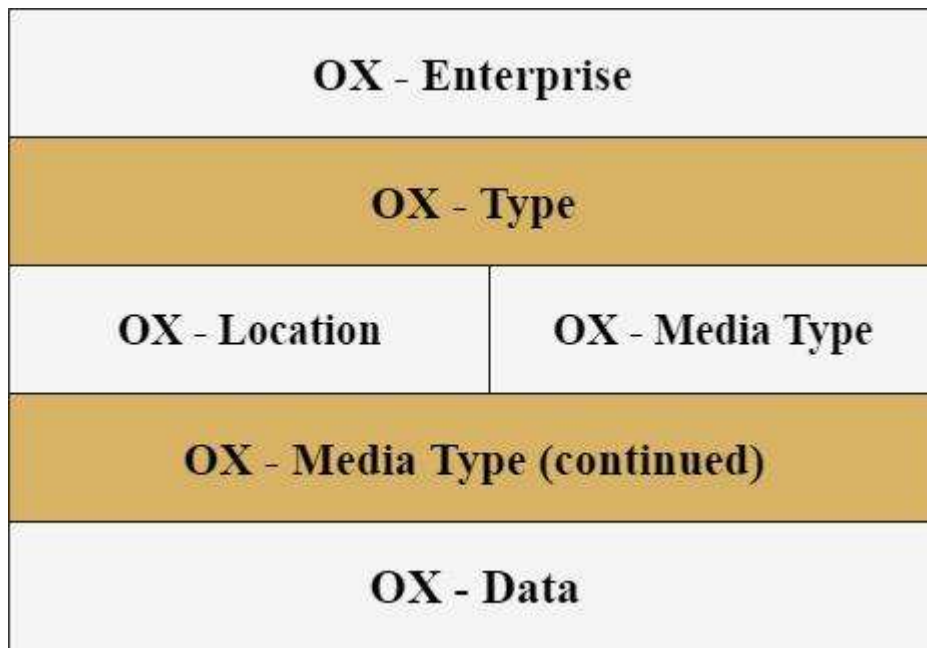 OX - Enterprise
OX - Type
OX - Location OX - Media Type
OX - Media Type (continued)
OX - Data